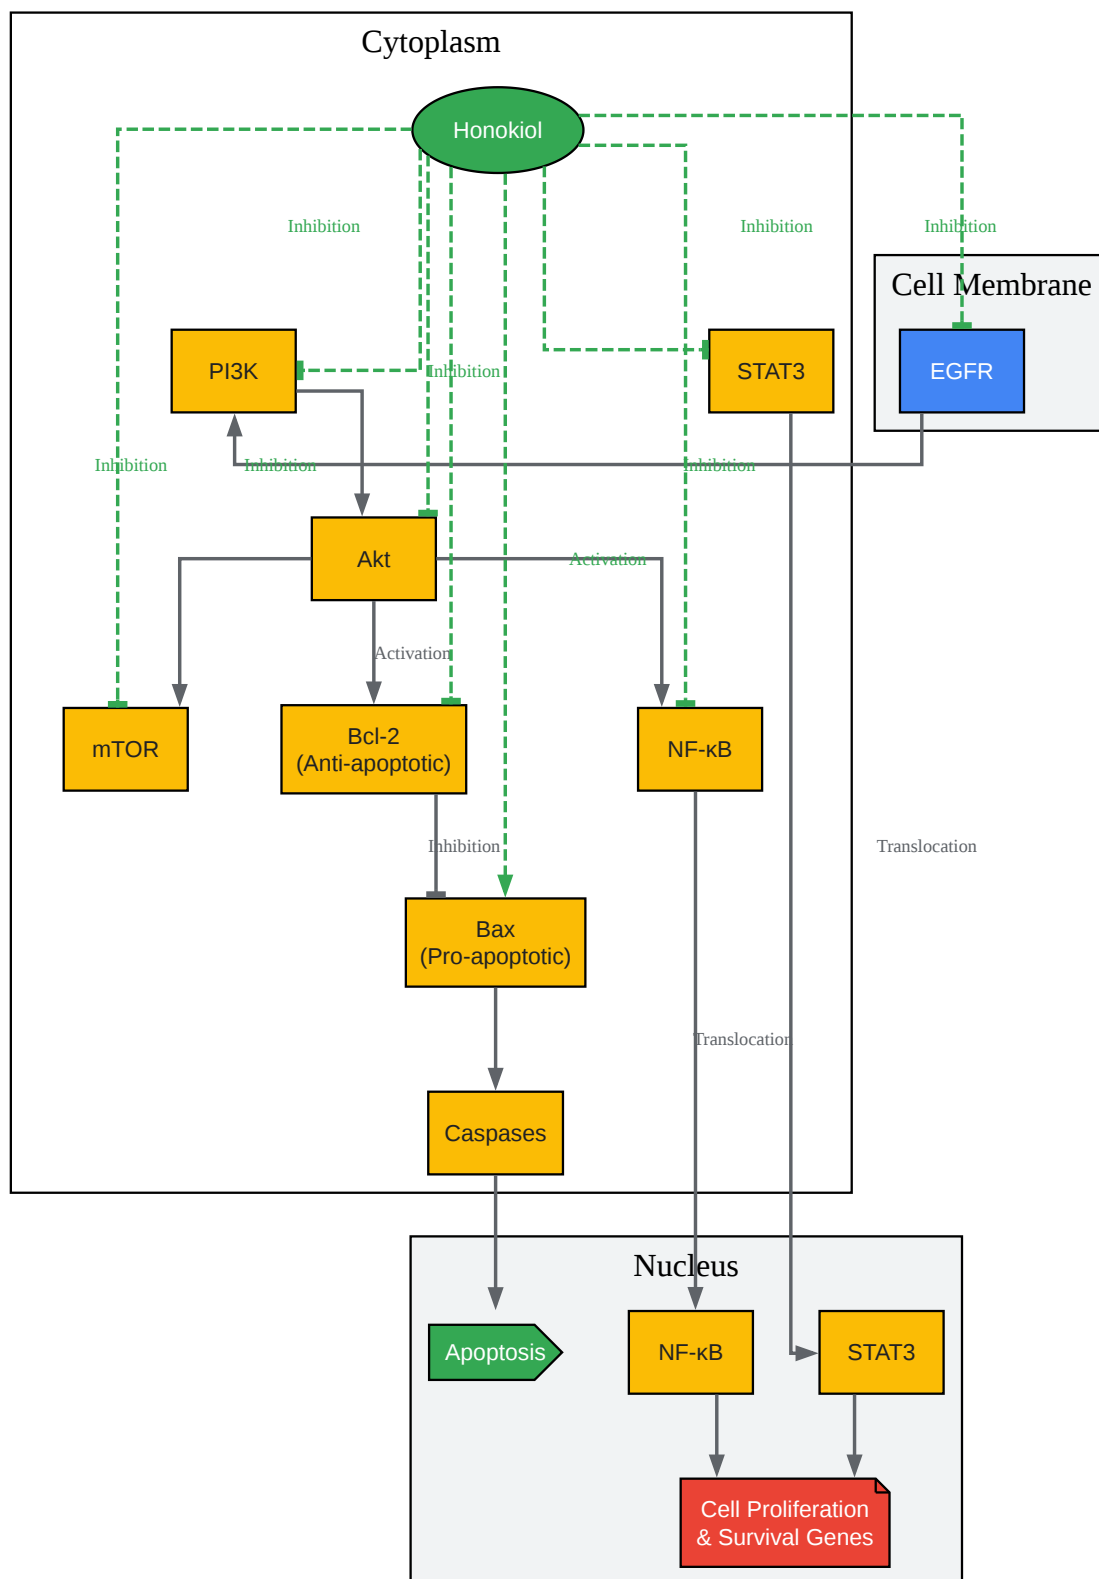 Cytoplasm
Honokiol
Inhibition
Inhibition
Inhibition
Cell Membrane
PI3K
Inhibition
STAT3
EGFR
Inhibition
Inhibition
Inhibition
Akt
Activation
Activation
mTOR
Bcl-2
(Anti-apoptotic)
NF-κB
Inhibition
Translocation
Bax
(Pro-apoptotic)
Translocation
Caspases
Nucleus
Apoptosis
NF-κB
STAT3
Cell Proliferation
& Survival Genes